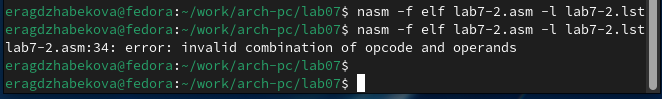 eragdzhabekova@fedora:~/work/arch-pc/lab07$ nasm -f elf lab7-2.asm -l lab7-2.lst
eragdzhabekova@fedora:~/work/arch-pc/lab07$ nasm -f elf lab7-2.asm -l lab7-2.lst
lab7-2.asm:34: error: invalid combination of opcode and operands
eragdzhabekova@fedora:~/work/arch-pc/lab07$
eragdzhabekova@fedora:~/work/arch-pc/lab07$